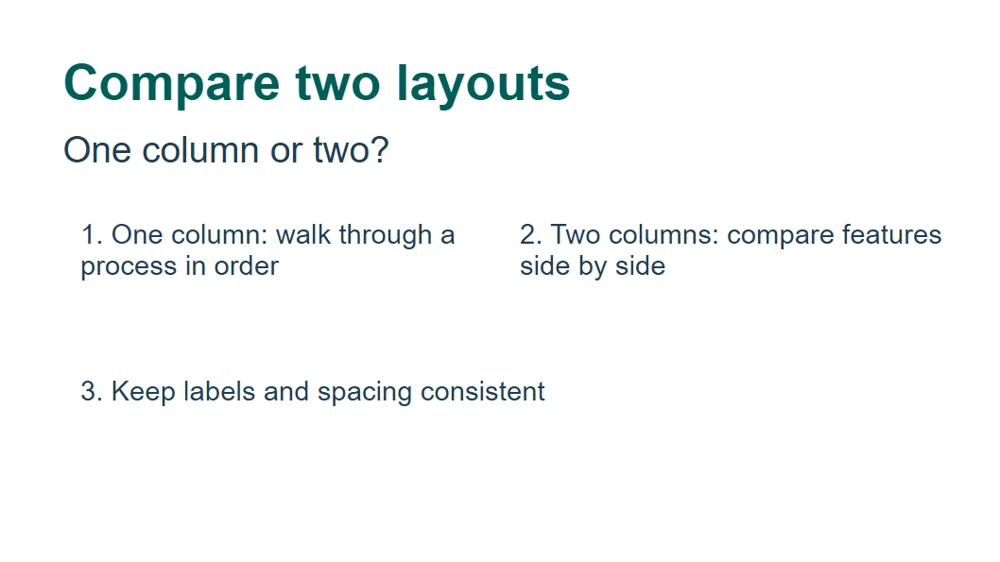 Compare two layouts
One column or two?
1. One column: walk through a
process in order
2. Two columns: compare features
side by side
3. Keep labels and spacing consistent